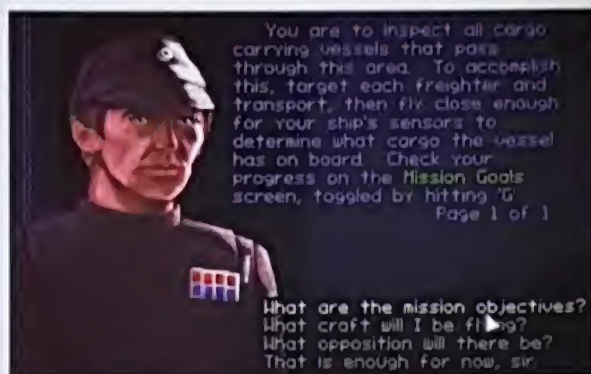 You are to inspect all cargo
carrying vessels that pass
through this area. To accomplish
this, target each freighter and
transport, then fly close enough
for your ship's sensors to
determine what cargo the vessel
has on board. Check your
progress on the Mission Goals
screen, toggled by hitting 'G'
Page 1 of 1
What are the mission objectives?
What craft will I be flying?
What opposition will there be?
That is enough for now, sir.